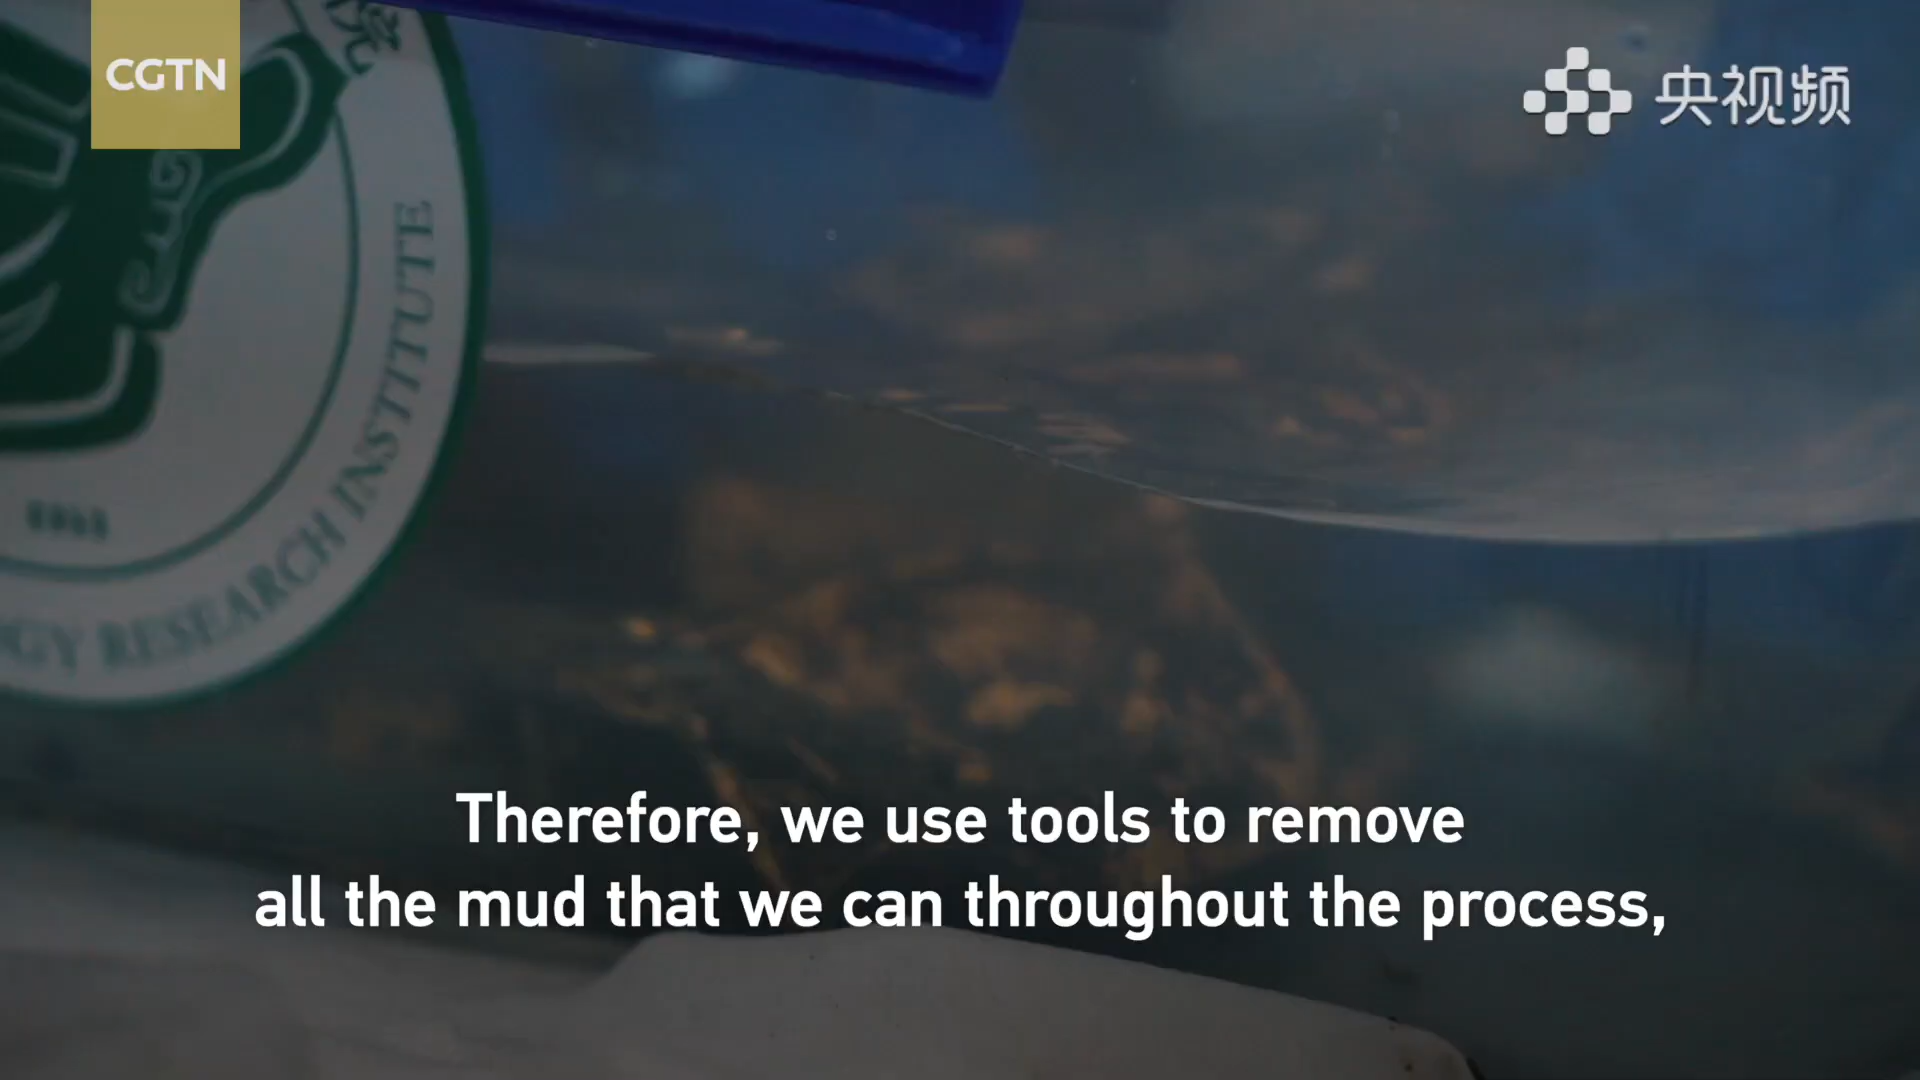 CGTN
央视频
院
RESEARCH INSTITUTE
Therefore, we use tools to remove
all the mud that we can throughout the process,